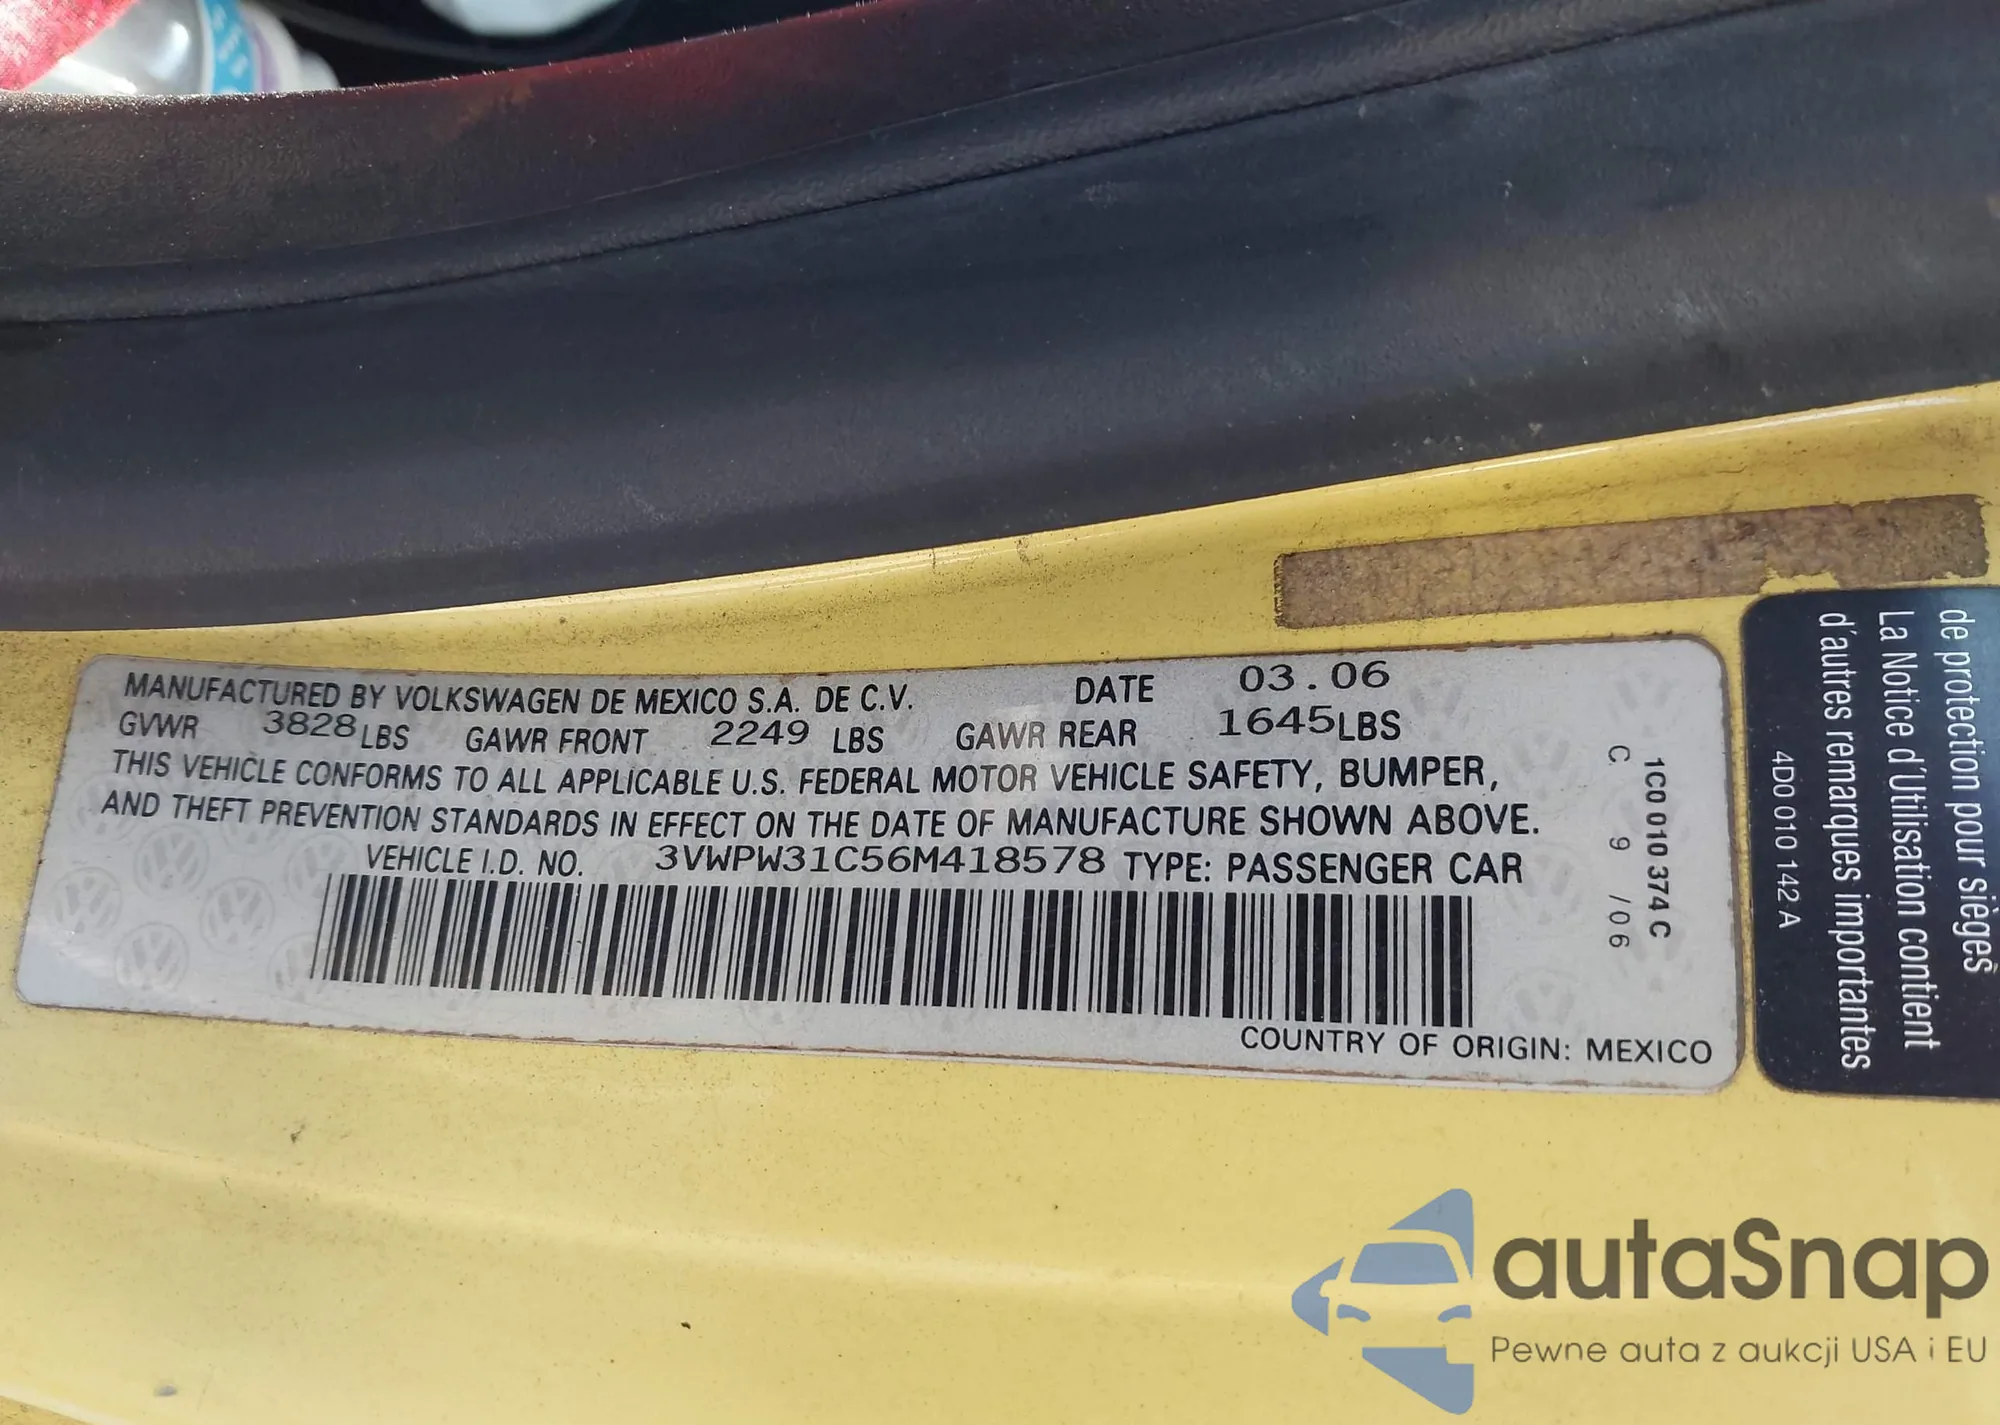 MANUFACTURED BY VOLKSWAGEN DE MEXICO S.A. DE C.V. DATE 03.06
GVWR 3828 LBS GAWR FRONT 2249 LBS GAWR REAR 1645 LBS
THIS VEHICLE CONFORMS TO ALL APPLICABLE U.S. FEDERAL MOTOR VEHICLE SAFETY, BUMPER,
AND THEFT PREVENTION STANDARDS IN EFFECT ON THE DATE OF MANUFACTURE SHOWN ABOVE.
VEHICLE I.D. NO. 3VWPW31C56M418578 TYPE: PASSENGER CAR
COUNTRY OF ORIGIN: MEXICO
1C0 010 374 C
C 9 /06
de protection pour sièges
La Notice d'Utilisation contient
d'autres remarques importantes
4D0 010 142 A
autaSnap
Pewne auta z aukcji USA i EU